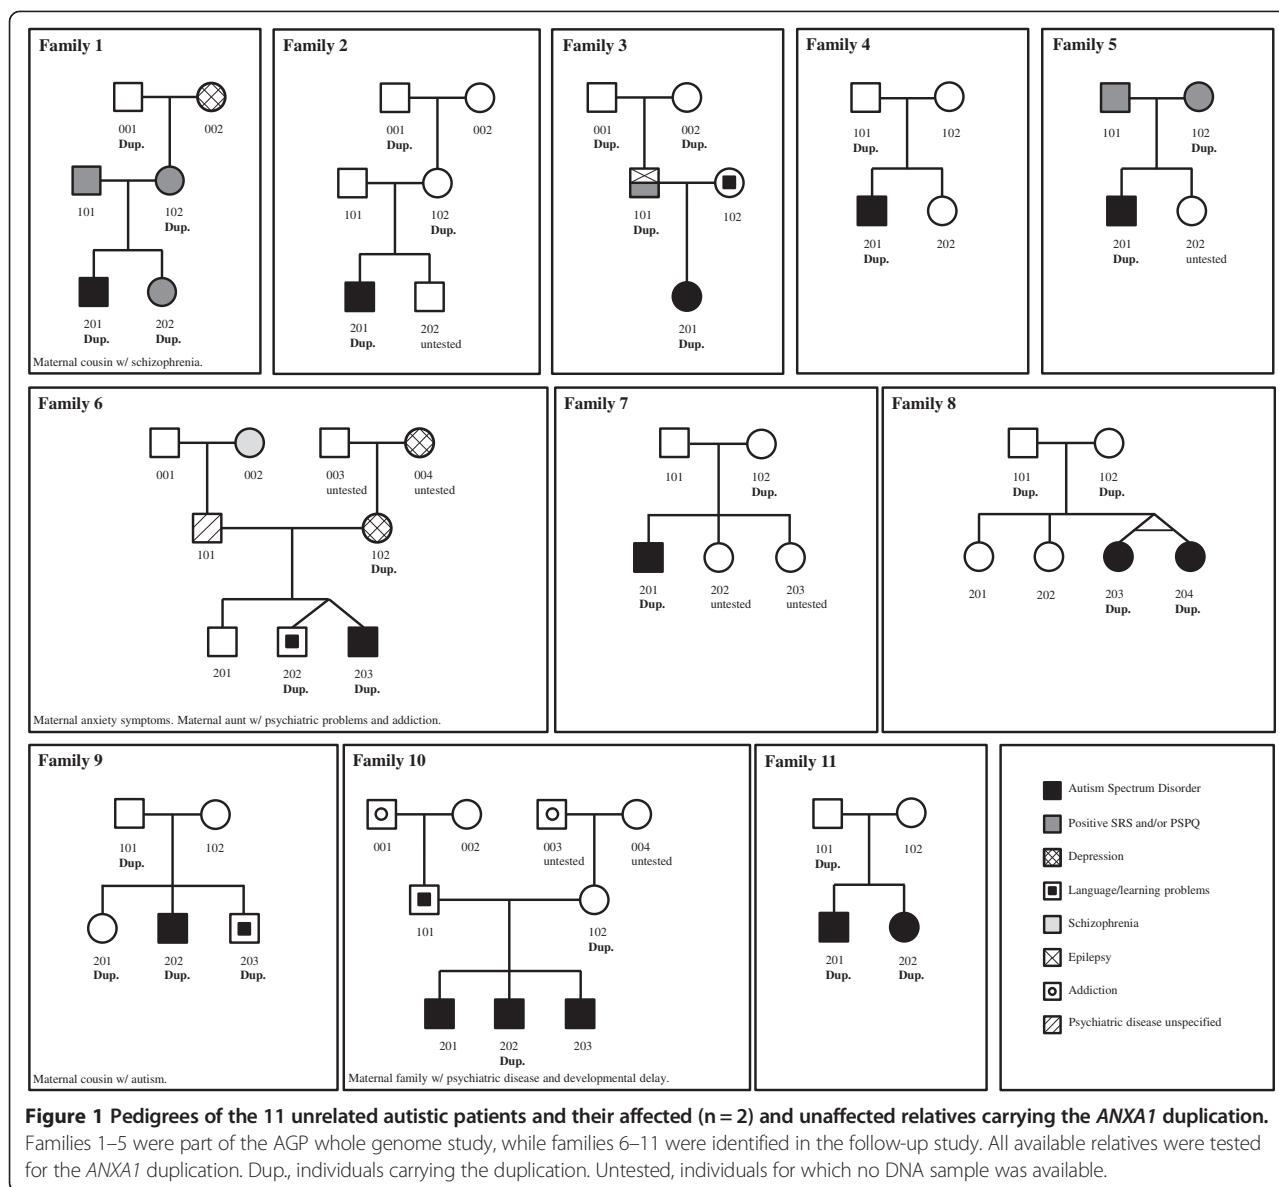 Family 1
001
Dup.
002
101
102
Dup.
201
Dup.
202
Dup.
Maternal cousin w/ schizophrenia.
Family 2
001
Dup.
002
101
102
Dup.
201
Dup.
202
untested
Family 3
001
Dup.
002
Dup.
101
Dup.
102
201
Dup.
Family 4
101
Dup.
102
201
Dup.
202
Family 5
101
102
Dup.
201
Dup.
202
untested
Family 6
001
002
003
untested
004
untested
101
102
Dup.
201
202
Dup.
203
Dup.
Maternal anxiety symptoms. Maternal aunt w/ psychiatric problems and addiction.
Family 7
101
102
Dup.
201
Dup.
202
untested
203
untested
Family 8
101
Dup.
102
Dup.
201
202
203
Dup.
204
Dup.
Family 9
101
Dup.
102
201
Dup.
202
Dup.
203
Dup.
Maternal cousin w/ autism.
Family 10
001
002
003
untested
004
untested
101
102
Dup.
201
202
Dup.
203
Maternal family w/ psychiatric disease and developmental delay.
Family 11
101
Dup.
102
201
Dup.
202
Dup.
Autism Spectrum Disorder
Positive SRS and/or PSPQ
Depression
Language/learning problems
Schizophrenia
Epilepsy
Addiction
Psychiatric disease unspecified
Figure 1 Pedigrees of the 11 unrelated autistic patients and their affected (n = 2) and unaffected relatives carrying the ANXA1 duplication.
Families 1–5 were part of the AGP whole genome study, while families 6–11 were identified in the follow-up study. All available relatives were tested
for the ANXA1 duplication. Dup., individuals carrying the duplication. Untested, individuals for which no DNA sample was available.